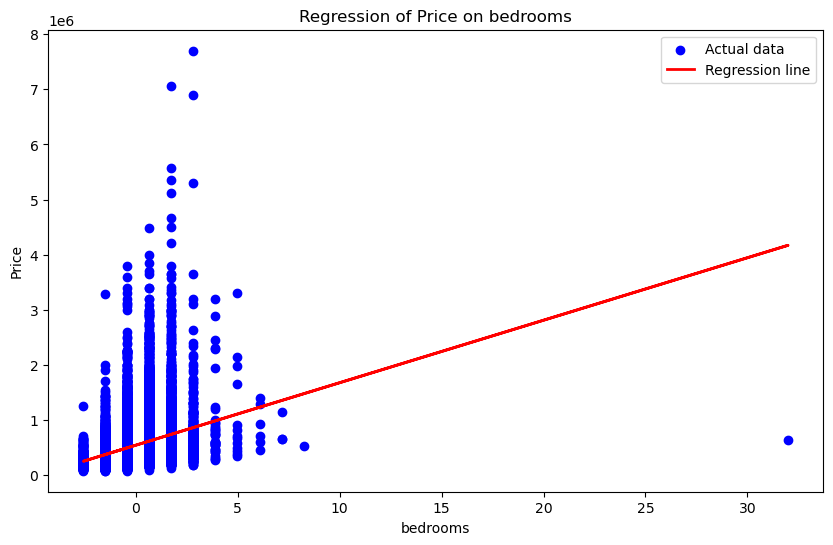 Regression of Price on bedrooms
1e6
Actual data
Regression line
8
7
6
5
4
3
2
1
0
Price
0 5 10 15 20 25 30
bedrooms